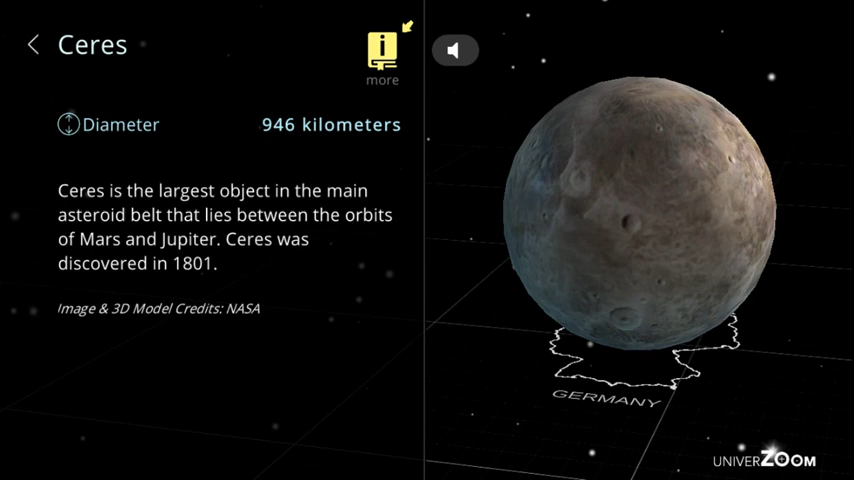 Ceres
i
more
Diameter
946 kilometers
Ceres is the largest object in the main
asteroid belt that lies between the orbits
of Mars and Jupiter. Ceres was
discovered in 1801.
Image & 3D Model Credits: NASA
GERMANY
UNIVERZOOM